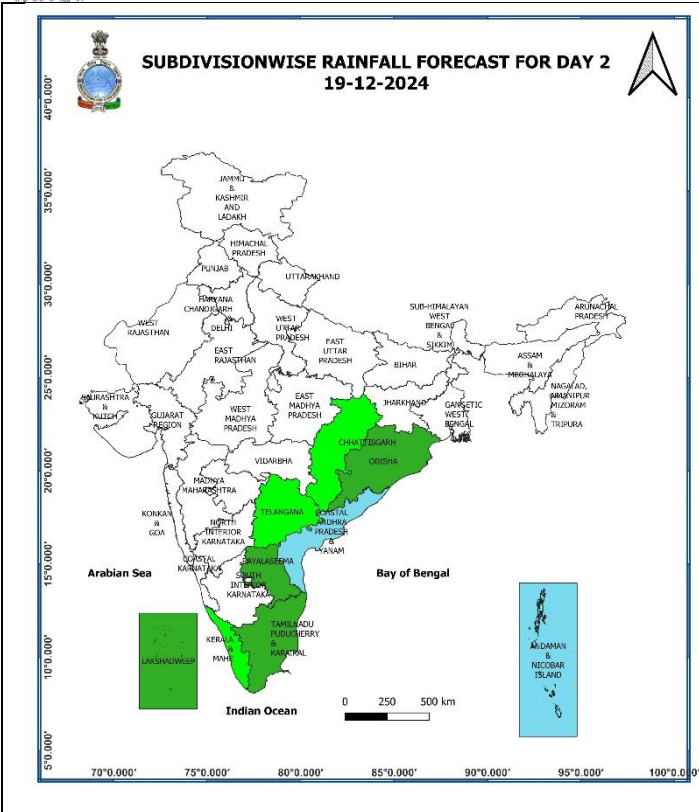 SUBDIVISIONWISE RAINFALL FORECAST FOR DAY 2
19-12-2024
40°0.000'
35°0.000'
30°0.000'
25°0.000'
20°0.000'
15°0.000'
10°0.000'
5°0.000'
JAMMU
&
KASHMIR
AND
LADAKH
HIMACHAL
PRADESH
PUNJAB
UTTARAKHAND
HARYANA
CHANDIGARH
&
DELHI
WEST
RAJASTHAN
WEST
UTTAR
PRADESH
SUB-HIMALAYAN
WEST
BENGAL
&
SIKKIM
ARUNACHAL
PRADESH
EAST
RAJASTHAN
EAST
UTTAR
PRADESH
BIHAR
ASSAM
&
MEGHALAYA
NAGALAD,
MANIPUR
MIZORAM
&
TRIPURA
SAURASHTRA
&
KUTCH
GUJARAT
REGION
WEST
MADHYA
PRADESH
EAST
MADHYA
PRADESH
JHARKHAND
GANGETIC
WEST
BENGAL
CHHATTISGARH
ODISHA
VIDARBHA
MADHYA
MAHARASHTRA
KONKAN
&
GOA
TELANGANA
COASTAL
ANDHRA
PRADESH
&
YANAM
NORTH
INTERIOR
KARNATAKA
COASTAL
KARNATAKA
RAYALASEEMA
SOUTH
INTERIOR
KARNATAKA
Arabian Sea
Bay of Bengal
KERALA
&
MAHE
TAMILNADU
PUDUCHERRY
&
KARAIKAL
LAKSHADWEEP
ANDAMAN
&
NICOBAR
ISLAND
Indian Ocean
0 250 500 km
70°0.000' 75°0.000' 80°0.000' 85°0.000' 90°0.000' 95°0.000' 100°0.000'